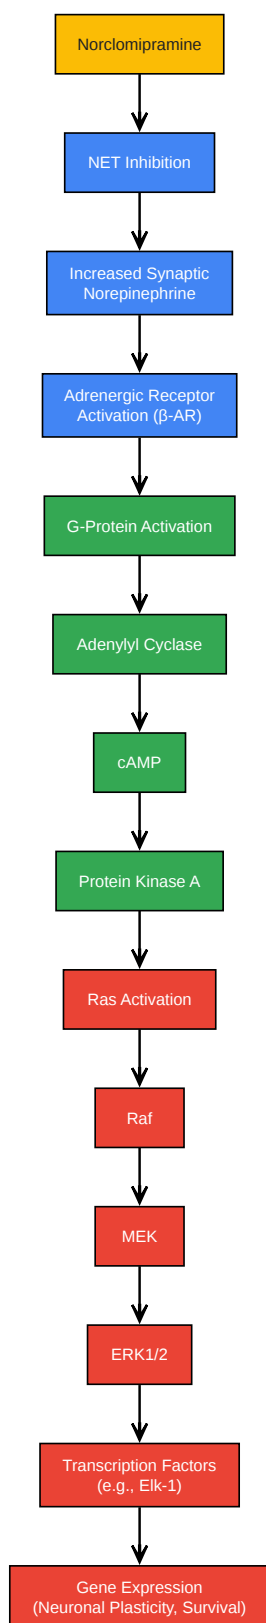 Norclomipramine
NET Inhibition
Increased Synaptic
Norepinephrine
Adrenergic Receptor
Activation (β-AR)
G-Protein Activation
Adenylyl Cyclase
cAMP
Protein Kinase A
Ras Activation
Raf
MEK
ERK1/2
Transcription Factors
(e.g., Elk-1)
Gene Expression
(Neuronal Plasticity, Survival)